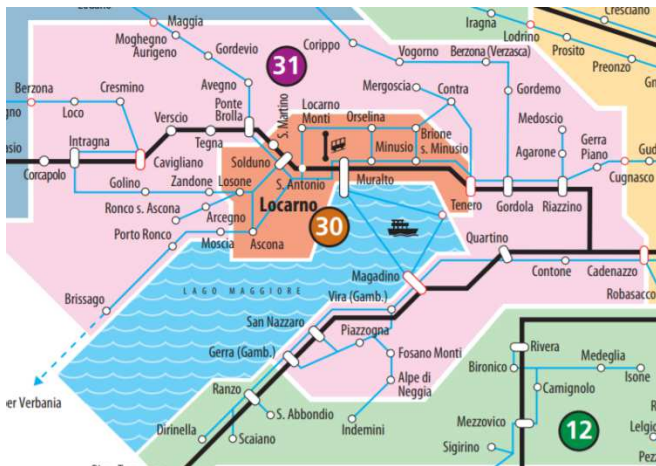 Maggia
Moghegno
Aurigeno
Gordevio
Avegno
Ponte
Brolla
31
Corippo
Vogorno
Berzona (Verzasca)
Iragna
Lodrino
Cresciano
Prosito
Preonzo
Berzona
Cresmino
Loco
Intragna
Verscio
Tegna
Cavigliano
Corcapolo
S. Martino
Locarno
Monti
Orselina
Mergoscia
Contra
Gordemo
Medoscio
Minusio
Brione
s. Minusio
Agarone
Gerra
Piano
Cugnasco
Solduno
S. Antonio
Muralto
Tenero
Gordola
Riazzino
Golino
Zandone
Losone
Locarno
30
Ronco s. Ascona
Arcegno
Porto Ronco
Moscia
Ascona
Quartino
Magadino
Contone
Cadenazzo
Robasacco
Brissago
LAGO MAGGIORE
Vira (Gamb.)
San Nazzaro
Piazzogna
Gerra (Gamb.)
Fosano Monti
Alpe di
Neggia
Ranzo
S. Abbondio
Indemini
Dirinella
Scaiano
Rivera
Bironico
Medeglia
Isone
Camignolo
Mezzovico
12
Sigirino
er Verbania